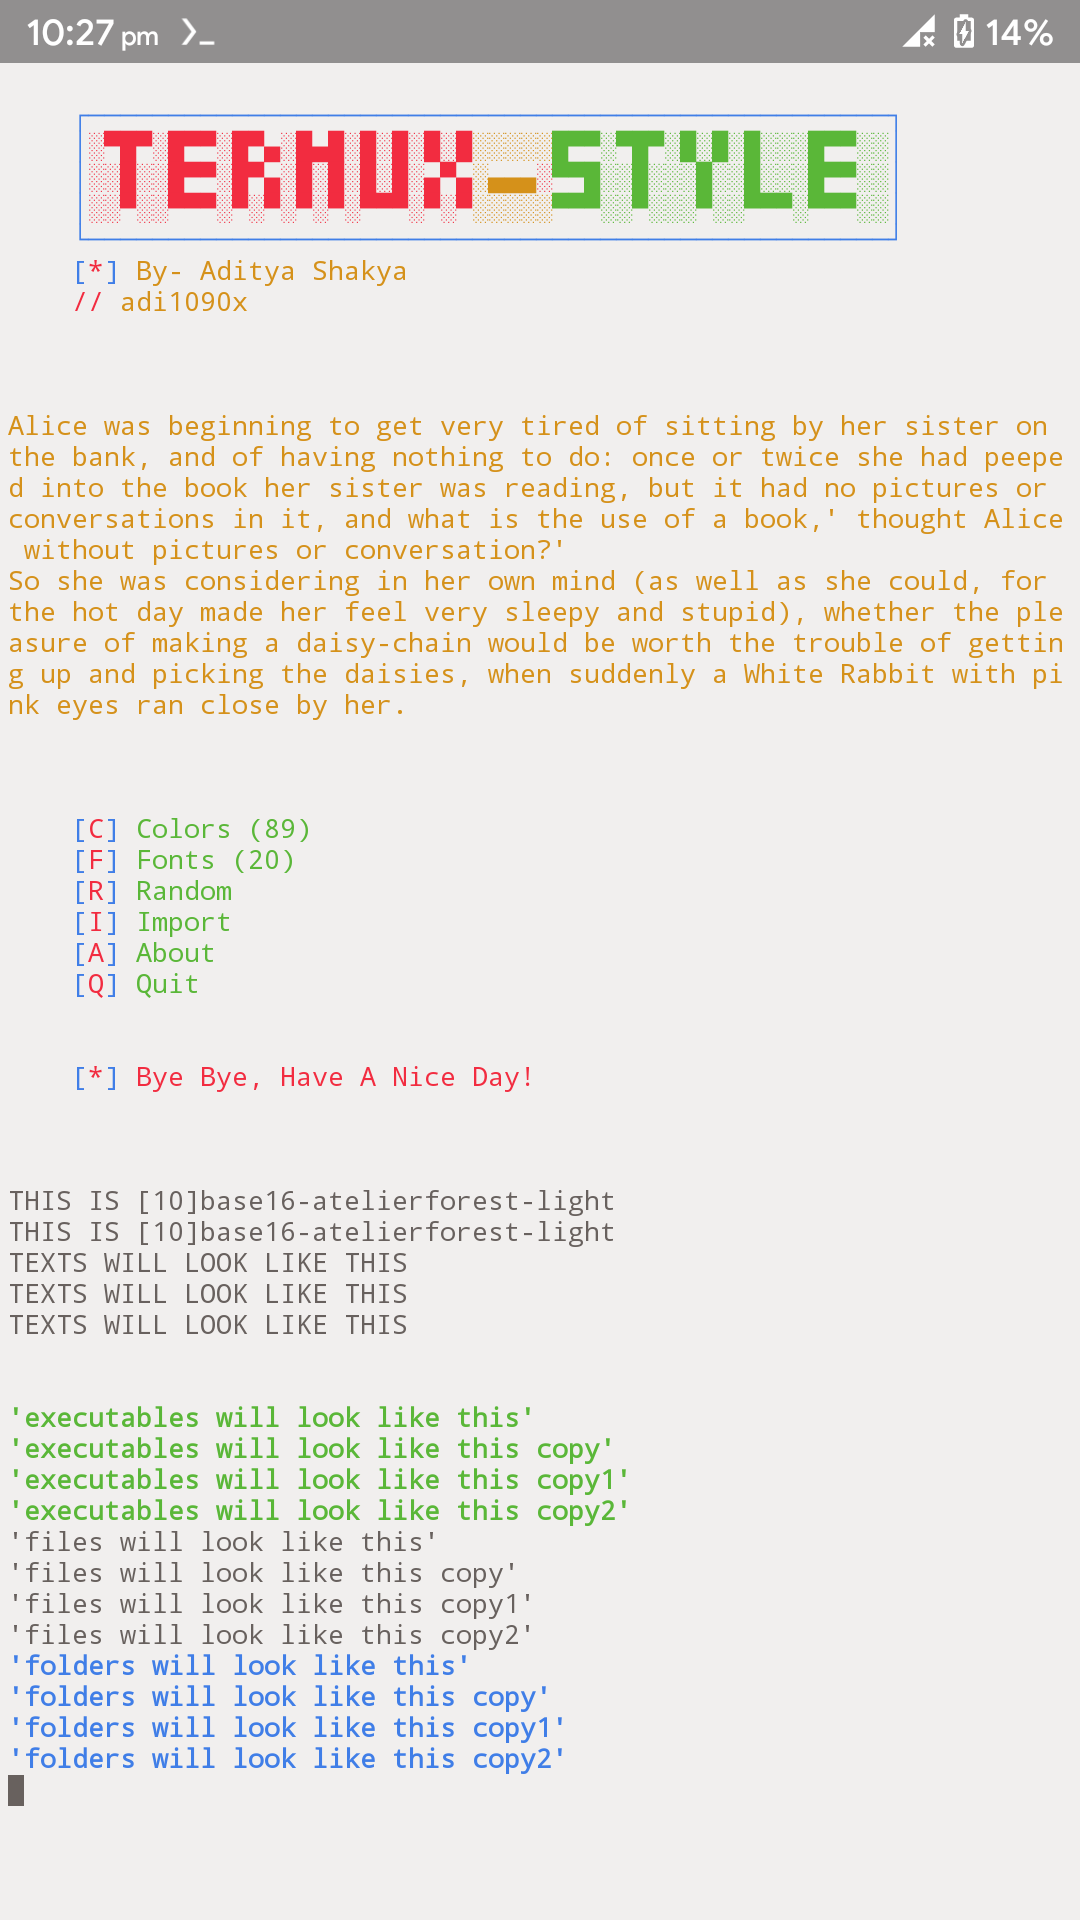 10:27 pm 14%
TERMUX-STYLE
[*] By- Aditya Shakya
// adi1090x
Alice was beginning to get very tired of sitting by her sister on
the bank, and of having nothing to do: once or twice she had peepe
d into the book her sister was reading, but it had no pictures or
conversations in it, and what is the use of a book,' thought Alice
without pictures or conversation?'
So she was considering in her own mind (as well as she could, for
the hot day made her feel very sleepy and stupid), whether the ple
asure of making a daisy-chain would be worth the trouble of gettin
g up and picking the daisies, when suddenly a White Rabbit with pi
nk eyes ran close by her.
[C] Colors (89)
[F] Fonts (20)
[R] Random
[I] Import
[A] About
[Q] Quit
[*] Bye Bye, Have A Nice Day!
THIS IS [10]base16-atelierforest-light
THIS IS [10]base16-atelierforest-light
TEXTS WILL LOOK LIKE THIS
TEXTS WILL LOOK LIKE THIS
TEXTS WILL LOOK LIKE THIS
'executables will look like this'
'executables will look like this copy'
'executables will look like this copy1'
'executables will look like this copy2'
'files will look like this'
'files will look like this copy'
'files will look like this copy1'
'files will look like this copy2'
'folders will look like this'
'folders will look like this copy'
'folders will look like this copy1'
'folders will look like this copy2'